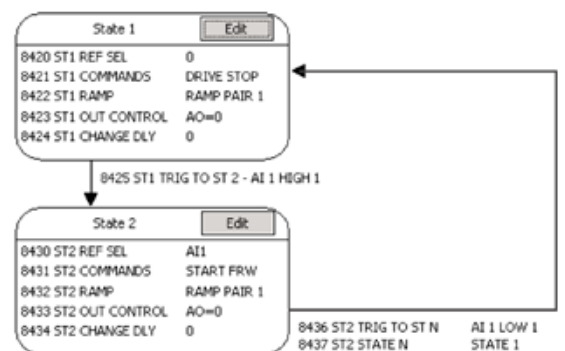 State 1 Edit
8420 ST1 REF SEL 0
8421 ST1 COMMANDS DRIVE STOP
8422 ST1 RAMP RAMP PAIR 1
8423 ST1 OUT CONTROL AO=0
8424 ST1 CHANGE DLY 0
8425 ST1 TRIG TO ST 2 - AI 1 HIGH 1
State 2 Edit
8430 ST2 REF SEL AI1
8431 ST2 COMMANDS START FRW
8432 ST2 RAMP RAMP PAIR 1
8433 ST2 OUT CONTROL AO=0
8434 ST2 CHANGE DLY 0
8436 ST2 TRIG TO ST N AI 1 LOW 1
8437 ST2 STATE N STATE 1